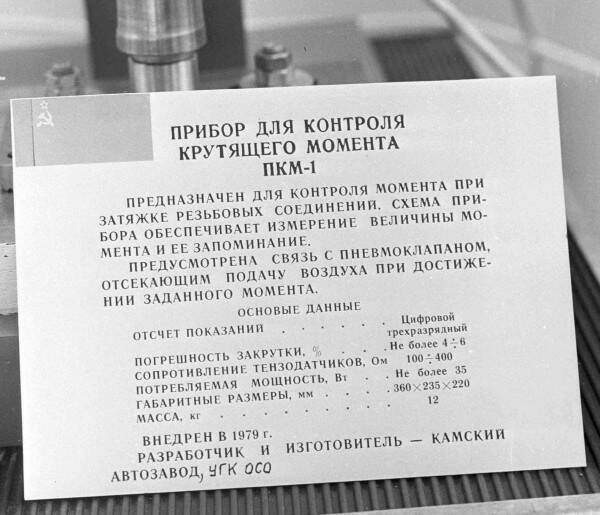 ПРИБОР ДЛЯ КОНТРОЛЯ
КРУТЯЩЕГО МОМЕНТА
ПКМ-1
ПРЕДНАЗНАЧЕН ДЛЯ КОНТРОЛЯ МОМЕНТА ПРИ
ЗАТЯЖКЕ РЕЗЬБОВЫХ СОЕДИНЕНИЙ. СХЕМА ПРИ-
БОРА ОБЕСПЕЧИВАЕТ ИЗМЕРЕНИЕ ВЕЛИЧИНЫ МО-
МЕНТА И ЕЕ ЗАПОМИНАНИЕ.
ПРЕДУСМОТРЕНА СВЯЗЬ С ПНЕВМОКЛАПАНОМ,
ОТСЕКАЮЩИМ ПОДАЧУ ВОЗДУХА ПРИ ДОСТИЖЕ-
НИИ ЗАДАННОГО МОМЕНТА.
ОСНОВЫЕ ДАННЫЕ
ОТСЧЕТ ПОКАЗАНИЙ . . . . . Цифровой
трехразрядный
ПОГРЕШНОСТЬ ЗАКРУТКИ, % . . . Не более 4÷6
СОПРОТИВЛЕНИЕ ТЕНЗОДАТЧИКОВ, Ом 100÷400
ПОТРЕБЛЯЕМАЯ МОЩНОСТЬ, Вт . . Не более 35
ГАБАРИТНЫЕ РАЗМЕРЫ, мм . . . . 360×235×220
МАССА, кг . . . . . . . . 12
ВНЕДРЕН В 1979 г.
РАЗРАБОТЧИК И ИЗГОТОВИТЕЛЬ — КАМСКИЙ
АВТОЗАВОД, УГК ОСО